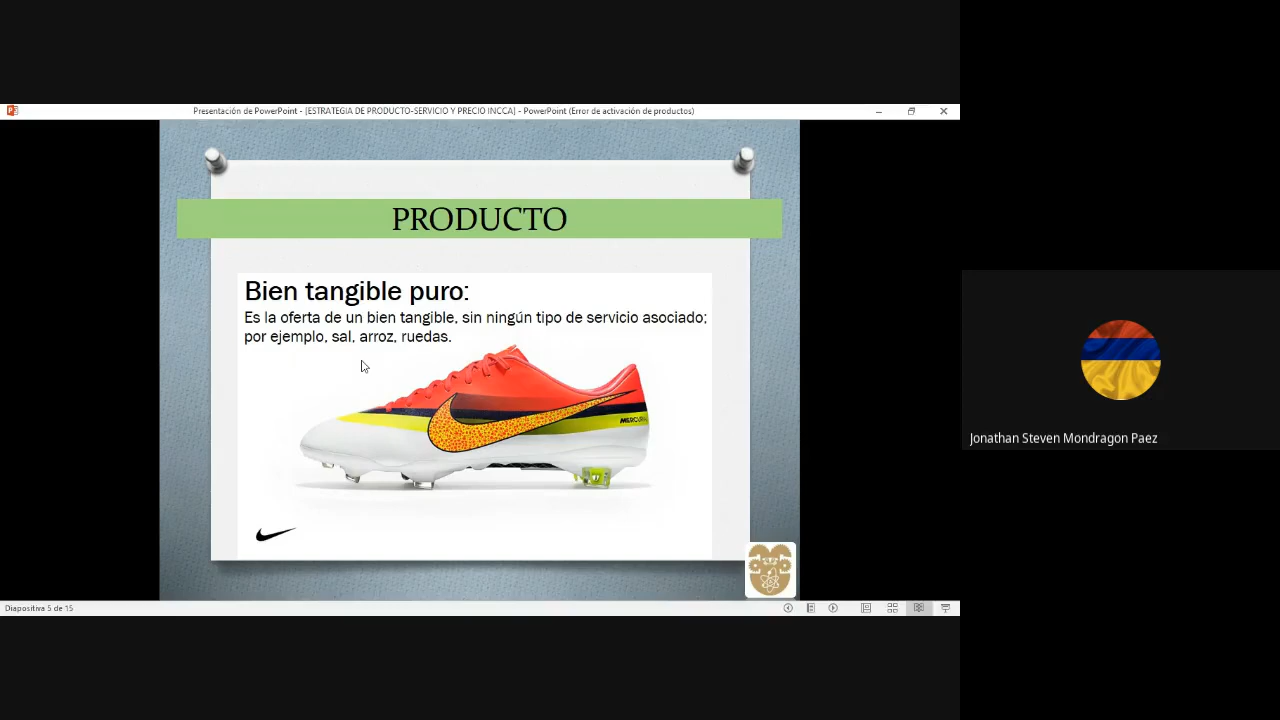 Presentación de PowerPoint - [ESTRATEGIA DE PRODUCTO-SERVICIO Y PRECIO INCCA] - PowerPoint (Error de activación de productos)
PRODUCTO
Bien tangible puro:
Es la oferta de un bien tangible, sin ningún tipo de servicio asociado;
por ejemplo, sal, arroz, ruedas.
Jonathan Steven Mondragon Paez
Diapositiva 5 de 15